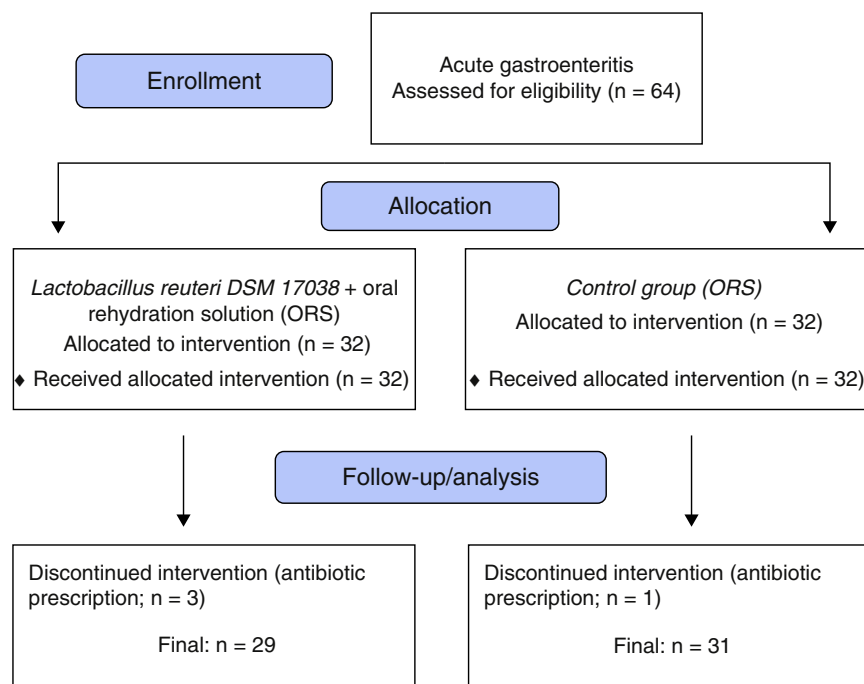 Enrollment
Acute gastroenteritis
Assessed for eligibility (n = 64)
Allocation
Lactobacillus reuteri DSM 17038 + oral
rehydration solution (ORS)
Allocated to intervention (n = 32)
♦ Received allocated intervention (n = 32)
Control group (ORS)
Allocated to intervention (n = 32)
♦ Received allocated intervention (n = 32)
Follow-up/analysis
Discontinued intervention (antibiotic
prescription; n = 3)
Final: n = 29
Discontinued intervention (antibiotic
prescription; n = 1)
Final: n = 31